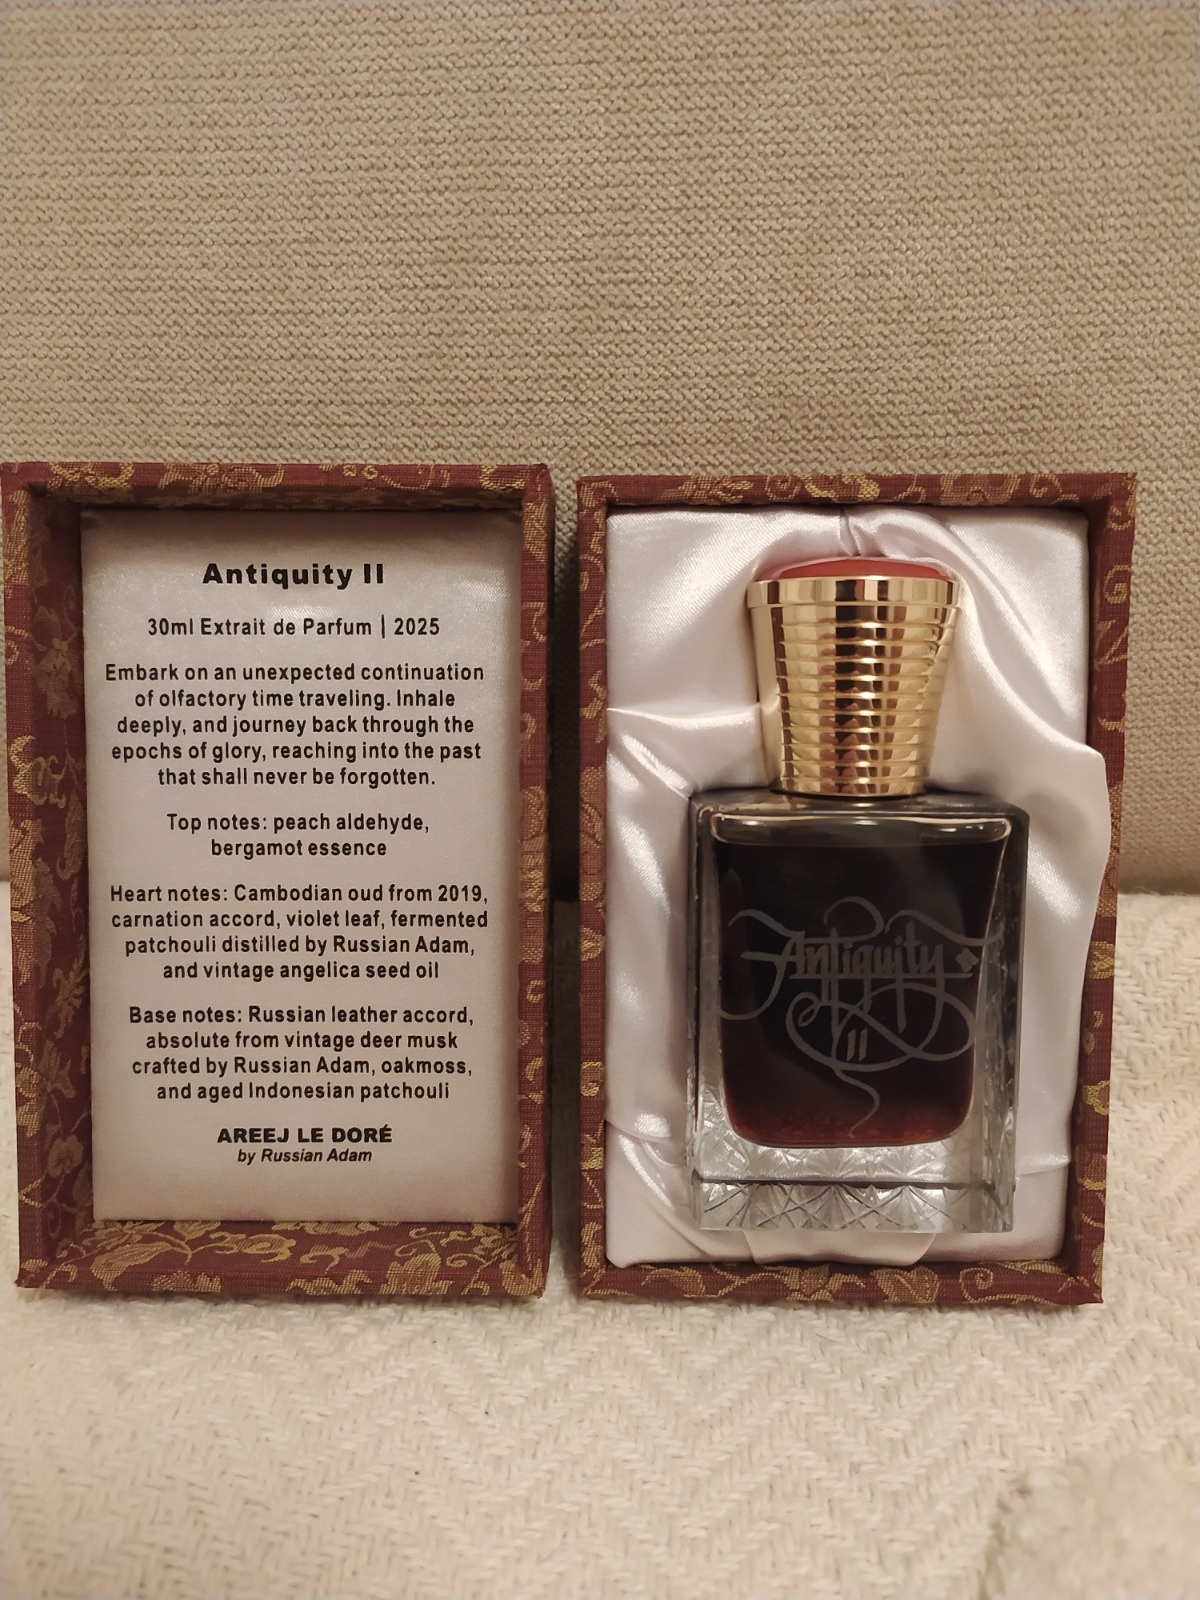 Antiquity II
30ml Extrait de Parfum | 2025
Embark on an unexpected continuation
of olfactory time traveling. Inhale
deeply, and journey back through the
epochs of glory, reaching into the past
that shall never be forgotten.
Top notes: peach aldehyde,
bergamot essence
Heart notes: Cambodian oud from 2019,
carnation accord, violet leaf, fermented
patchouli distilled by Russian Adam,
and vintage angelica seed oil
Base notes: Russian leather accord,
absolute from vintage deer musk
crafted by Russian Adam, oakmoss,
and aged Indonesian patchouli
AREEJ LE DORÉ
by Russian Adam
Antiquity
II